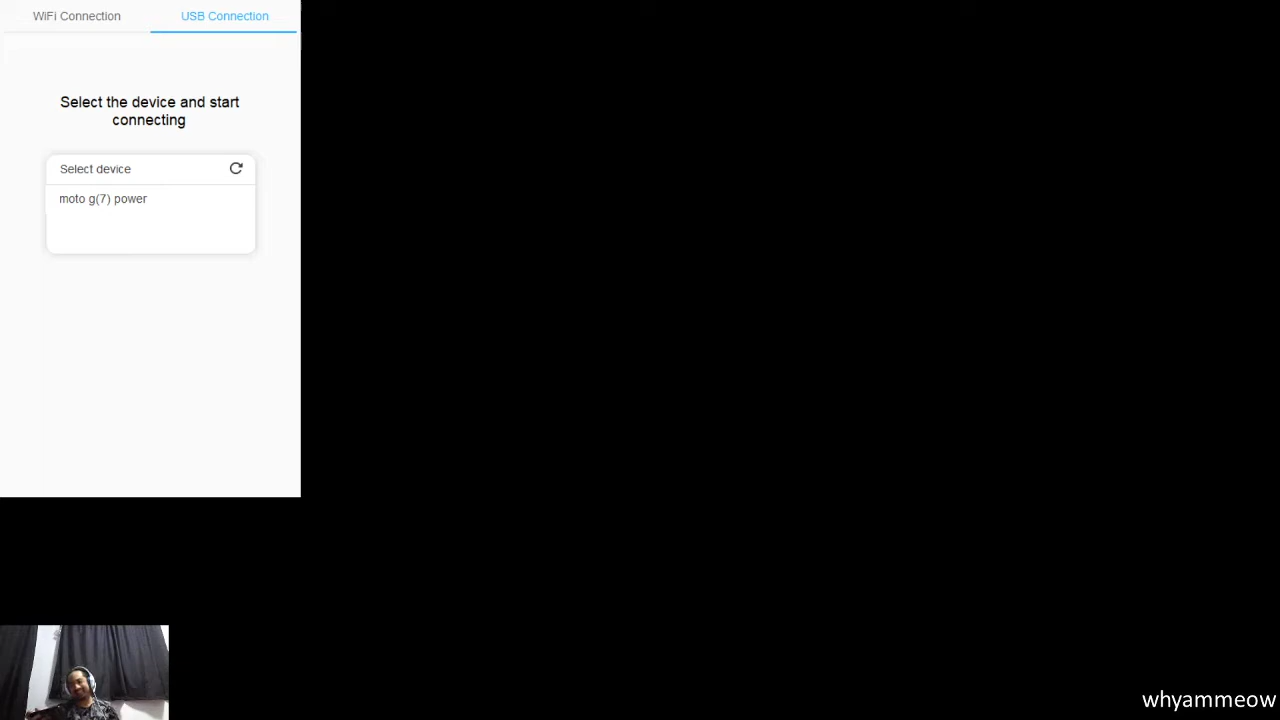 WiFi Connection
USB Connection
Select the device and start
connecting
Select device
moto g(7) power
whyammeow